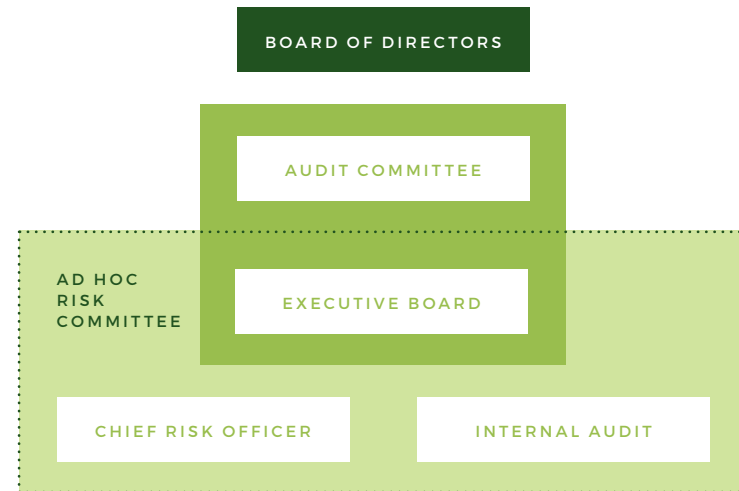 BOARD OF DIRECTORS
AUDIT COMMITTEE
AD HOC
RISK
COMMITTEE
EXECUTIVE BOARD
CHIEF RISK OFFICER
INTERNAL AUDIT